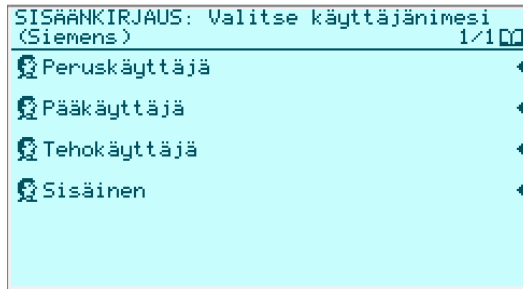 SISÄÄNKIRJAUS: Valitse käyttäjänimesi
(Siemens) 1/1
Peruskäyttäjä
Pääkäyttäjä
Tehokäyttäjä
Sisäinen